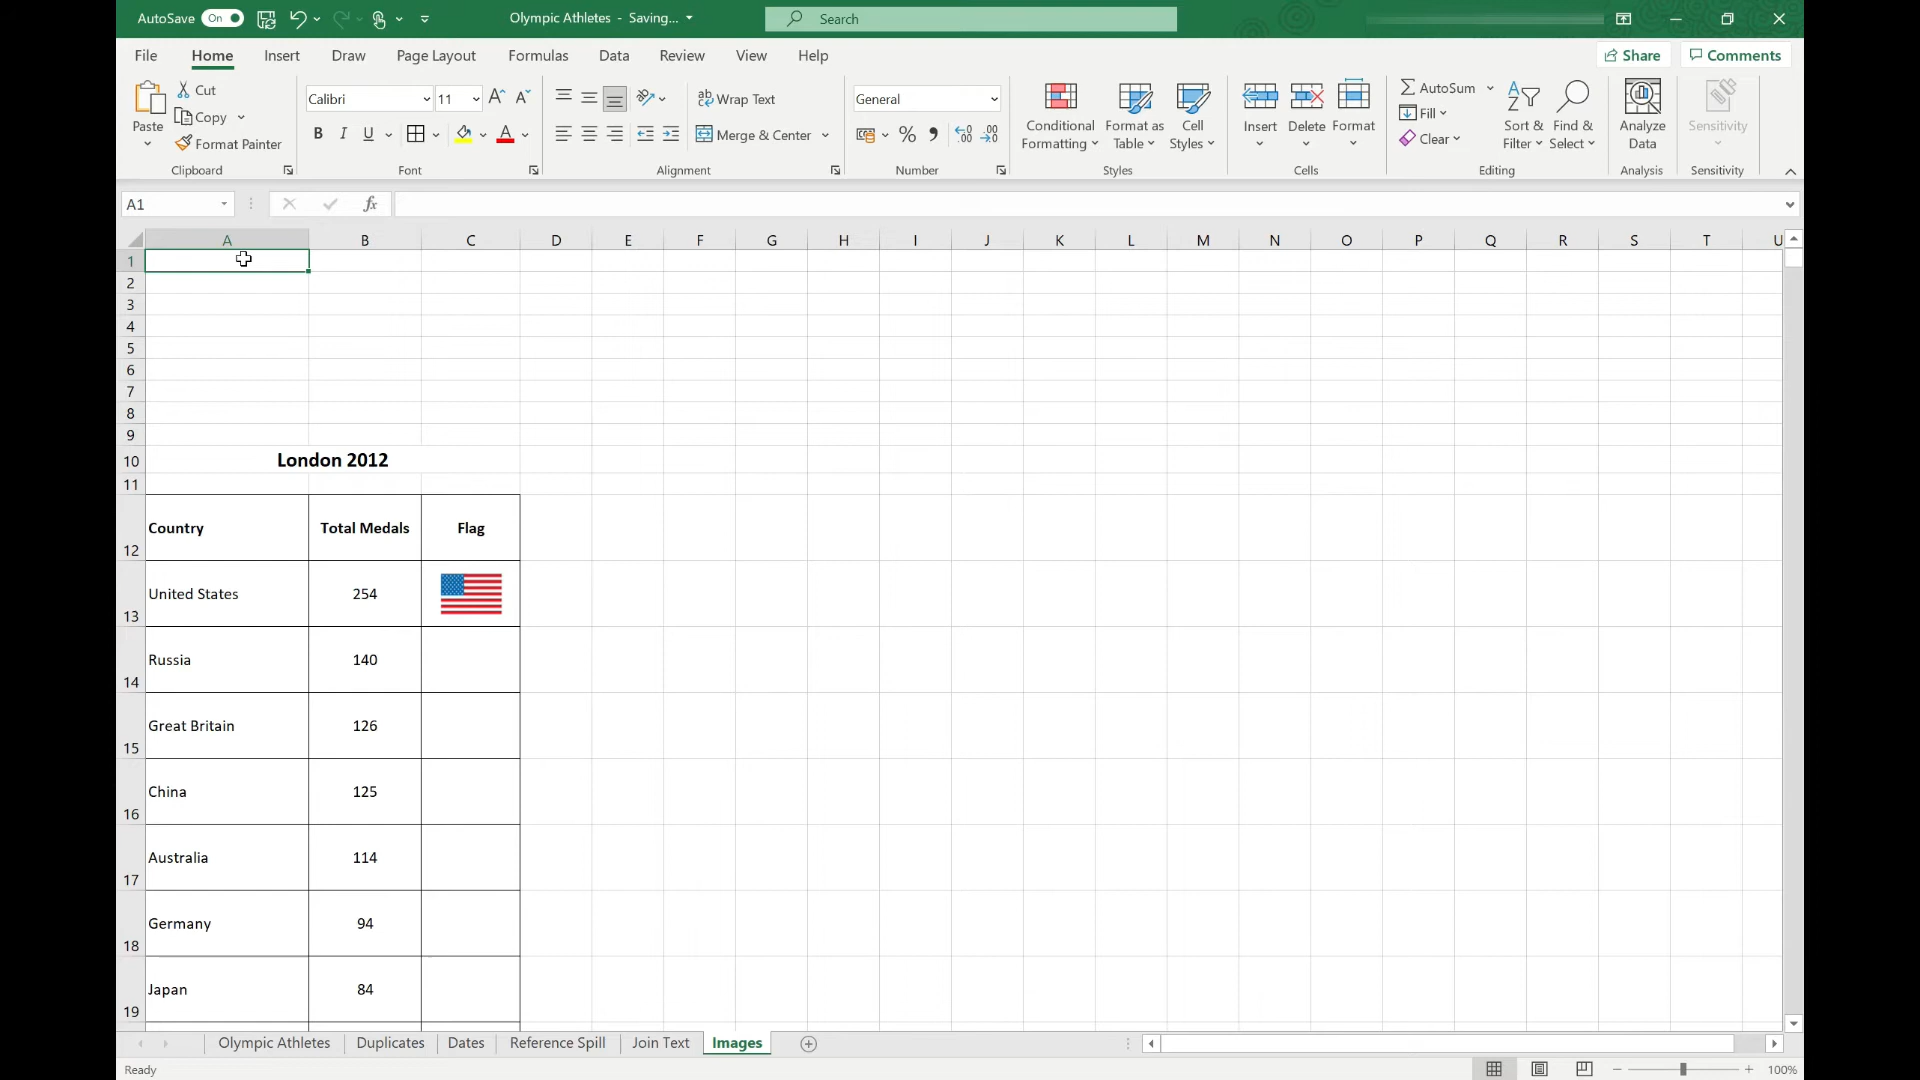 AutoSave On Olympic Athletes - Saving... Search
File Home Insert Draw Page Layout Formulas Data Review View Help Share Comments
Paste Cut Copy Format Painter Clipboard
Calibri 11 B I U A Font
ab Wrap Text
Merge & Center
Alignment
General
% Number
Conditional Formatting Format as Table Cell Styles Styles
Insert Delete Format Cells
AutoSum Fill Clear Sort & Filter Find & Select Editing
Analyze Data Analysis
Sensitivity Sensitivity
A1 fx
A B C D E F G H I J K L M N O P Q R S T U
1
2
3
4
5
6
7
8
9
10 London 2012
11
12 Country Total Medals Flag
13 United States 254
14 Russia 140
15 Great Britain 126
16 China 125
17 Australia 114
18 Germany 94
19 Japan 84
Olympic Athletes Duplicates Dates Reference Spill Join Text Images
Ready 100%